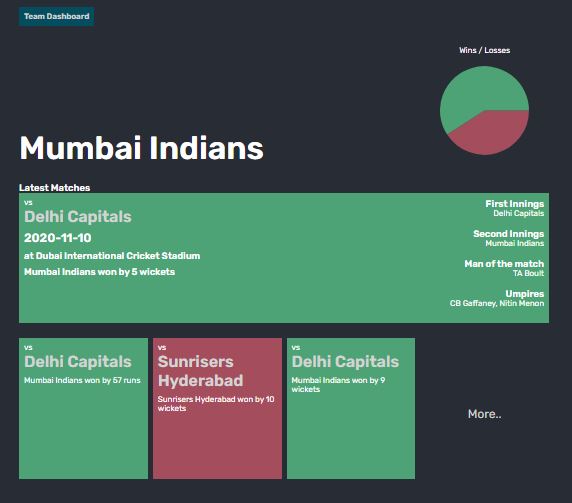 Team Dashboard
Wins / Losses
Mumbai Indians
Latest Matches
vs
Delhi Capitals
2020-11-10
at Dubai International Cricket Stadium
Mumbai Indians won by 5 wickets
First Innings
Delhi Capitals
Second Innings
Mumbai Indians
Man of the match
TA Boult
Umpires
CB Gaffaney, Nitin Menon
vs
Delhi Capitals
Mumbai Indians won by 57 runs
vs
Sunrisers
Hyderabad
Sunrisers Hyderabad won by 10
wickets
vs
Delhi Capitals
Mumbai Indians won by 9
wickets
More..